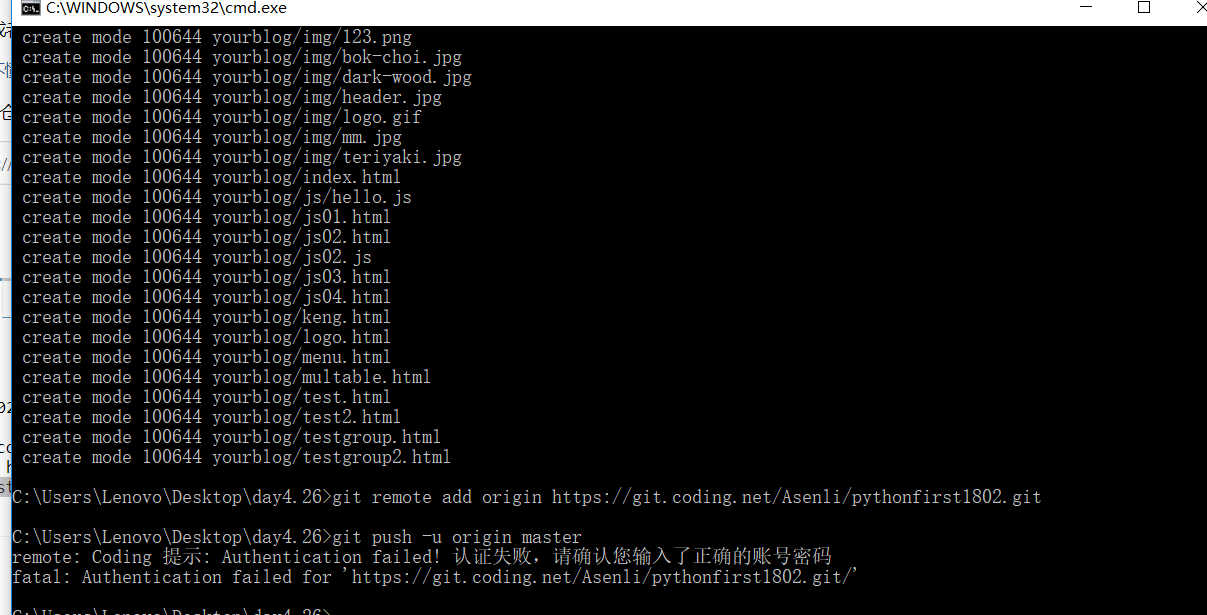 C:\WINDOWS\system32\cmd.exe
create mode 100644 yourblog/img/123.png
create mode 100644 yourblog/img/bok-choi.jpg
create mode 100644 yourblog/img/dark-wood.jpg
create mode 100644 yourblog/img/header.jpg
create mode 100644 yourblog/img/logo.gif
create mode 100644 yourblog/img/mm.jpg
create mode 100644 yourblog/img/teriyaki.jpg
create mode 100644 yourblog/index.html
create mode 100644 yourblog/js/hello.js
create mode 100644 yourblog/js01.html
create mode 100644 yourblog/js02.html
create mode 100644 yourblog/js02.js
create mode 100644 yourblog/js03.html
create mode 100644 yourblog/js04.html
create mode 100644 yourblog/keng.html
create mode 100644 yourblog/logo.html
create mode 100644 yourblog/menu.html
create mode 100644 yourblog/multable.html
create mode 100644 yourblog/test.html
create mode 100644 yourblog/test2.html
create mode 100644 yourblog/testgroup.html
create mode 100644 yourblog/testgroup2.html
C:\Users\Lenovo\Desktop\day4.26>git remote add origin https://git.coding.net/Asenli/pythonfirst1802.git
C:\Users\Lenovo\Desktop\day4.26>git push -u origin master
remote: Coding 提示: Authentication failed! 认证失败，请确认您输入了正确的账号密码
fatal: Authentication failed for 'https://git.coding.net/Asenli/pythonfirst1802.git/'
C:\Users\Lenovo\Desktop\day4.26>